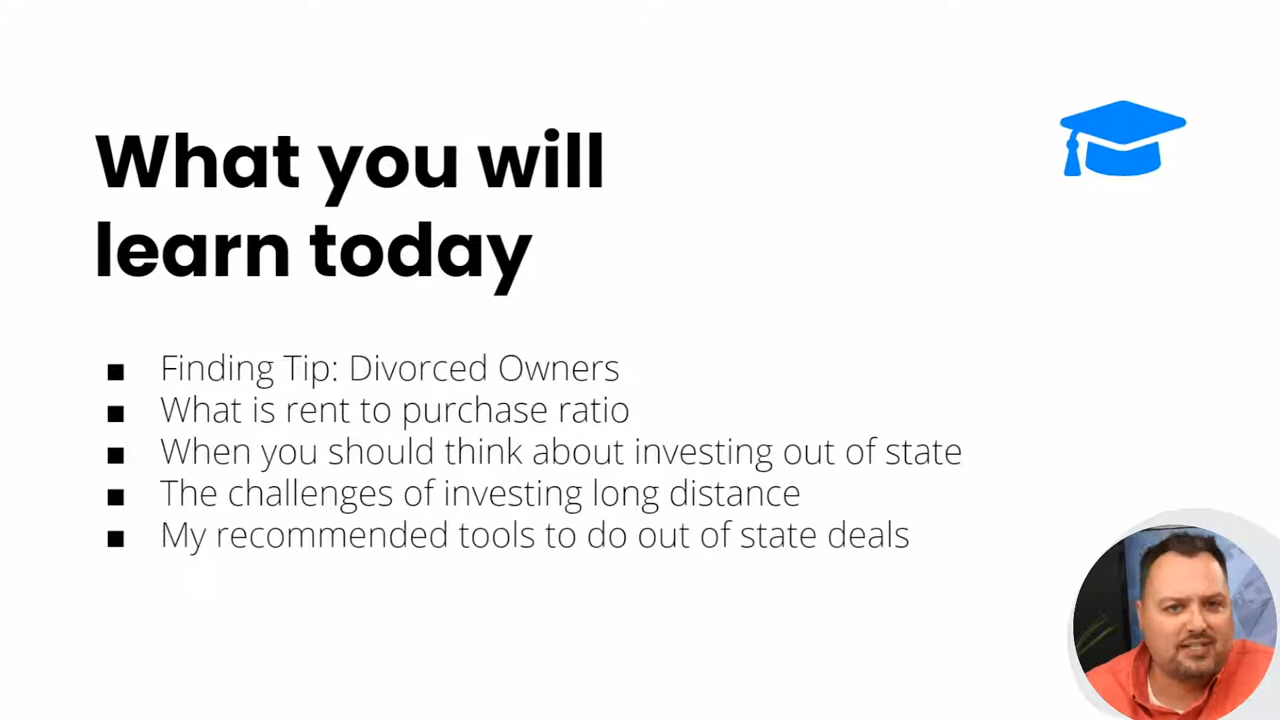 What you will
learn today
■ Finding Tip: Divorced Owners
■ What is rent to purchase ratio
■ When you should think about investing out of state
■ The challenges of investing long distance
■ My recommended tools to do out of state deals